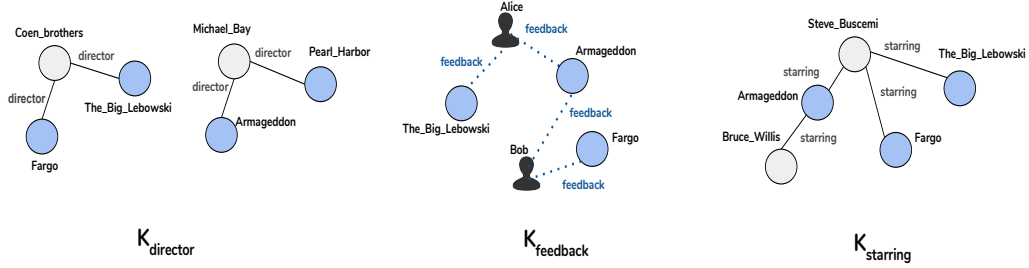 Coen_brothers
director
The_Big_Lebowski
director
Fargo
Michael_Bay
director
Pearl_Harbor
director
Armageddon
K_director
Alice
feedback
feedback
Armageddon
The_Big_Lebowski
feedback
Bob
Fargo
feedback
K_feedback
Steve_Buscemi
starring
The_Big_Lebowski
starring
Armageddon
starring
Bruce_Willis
starring
Fargo
K_starring